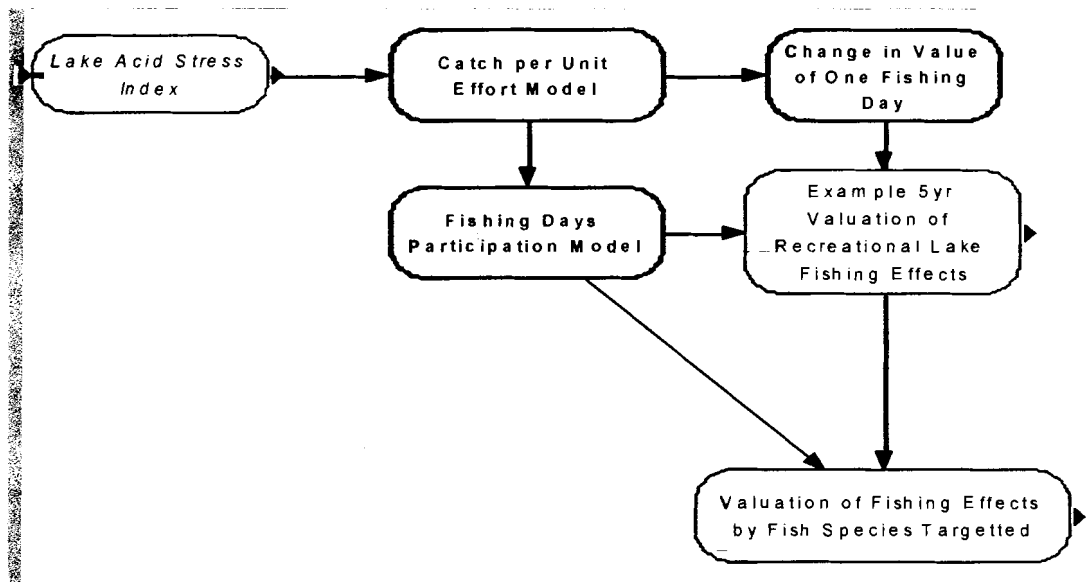 Lake Acid Stress
Index
Catch per Unit
Effort Model
Change in Value
of One Fishing
Day
Fishing Days
Participation Model
Example 5yr
Valuation of
Recreational Lake
Fishing Effects
Valuation of Fishing Effects
by Fish Species Targetted